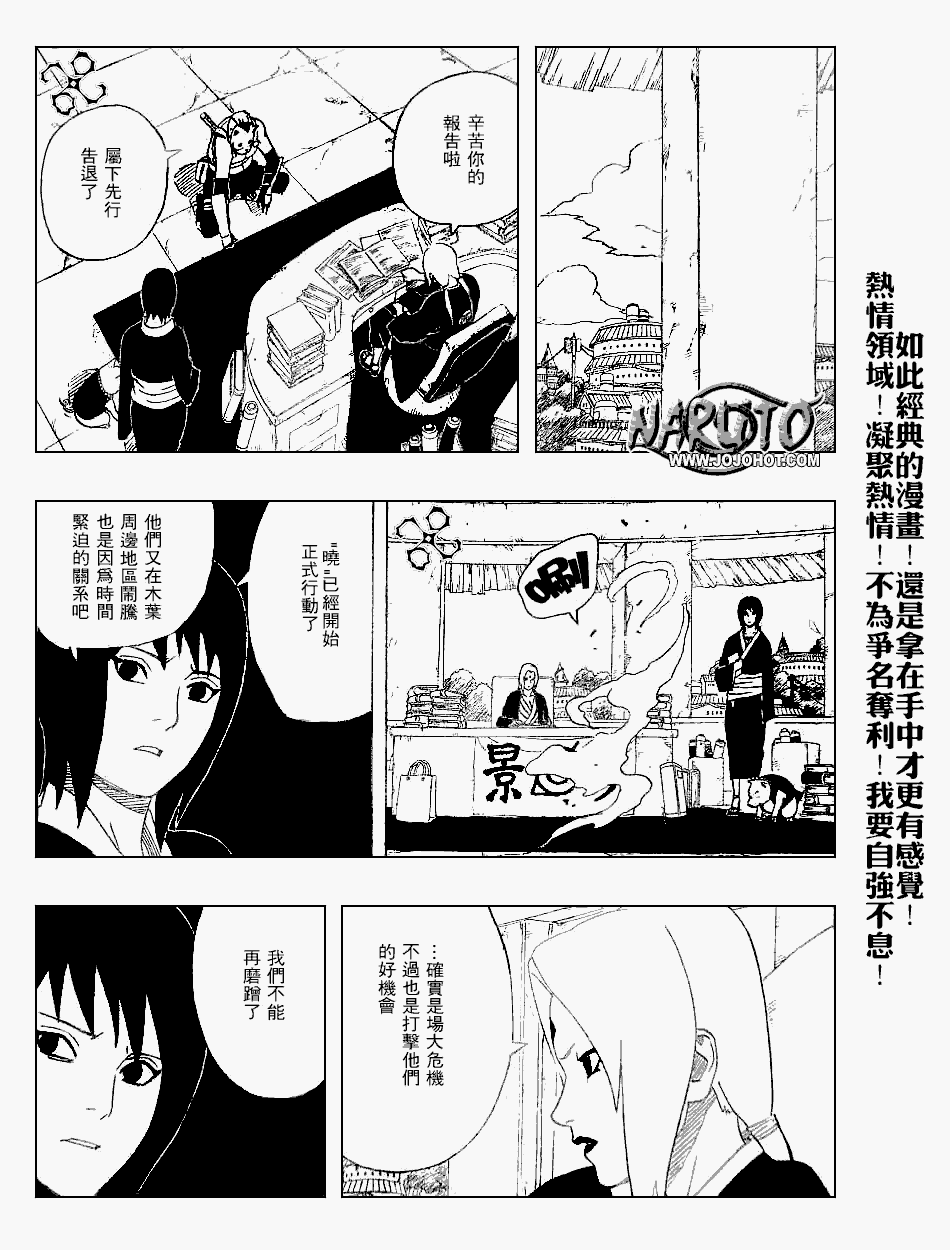 辛苦你的
報告啦
屬下先行
告退了
NARUTO
WWW.JOJOHOT.COM
唰
景
"曉"已經開始
正式行動了
他們又在木葉
周邊地區鬧騰
也是因爲時間
緊迫的關系吧
…確實是場大危機
不過也是打擊他們
的好機會
我們不能
再磨蹭了
如此經典的漫畫！還是拿在手中才更有感覺！
熱情領域！凝聚熱情！不為爭名奪利！我要自強不息！